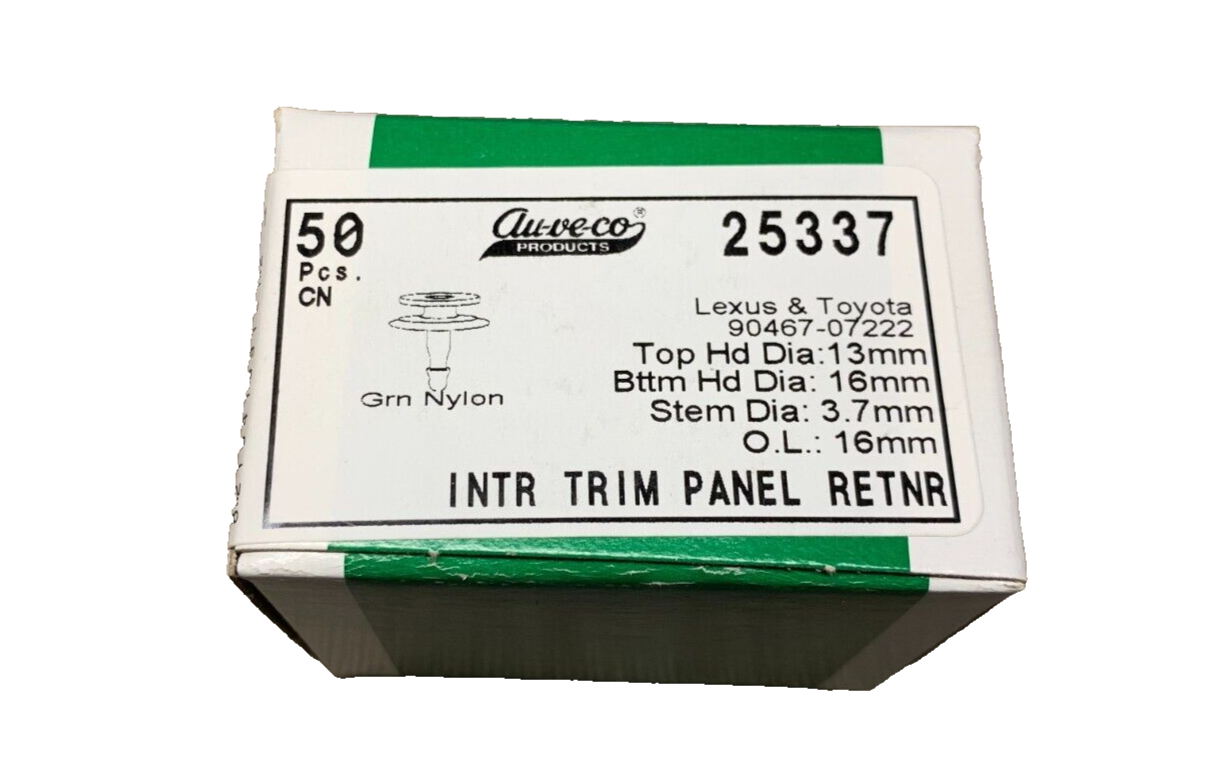 50
Pcs.
CN
Au-ve-co®
PRODUCTS
25337
Lexus & Toyota
90467-07222
Top Hd Dia:13mm
Bttm Hd Dia: 16mm
Stem Dia: 3.7mm
O.L.: 16mm
Grn Nylon
INTR TRIM PANEL RETNR